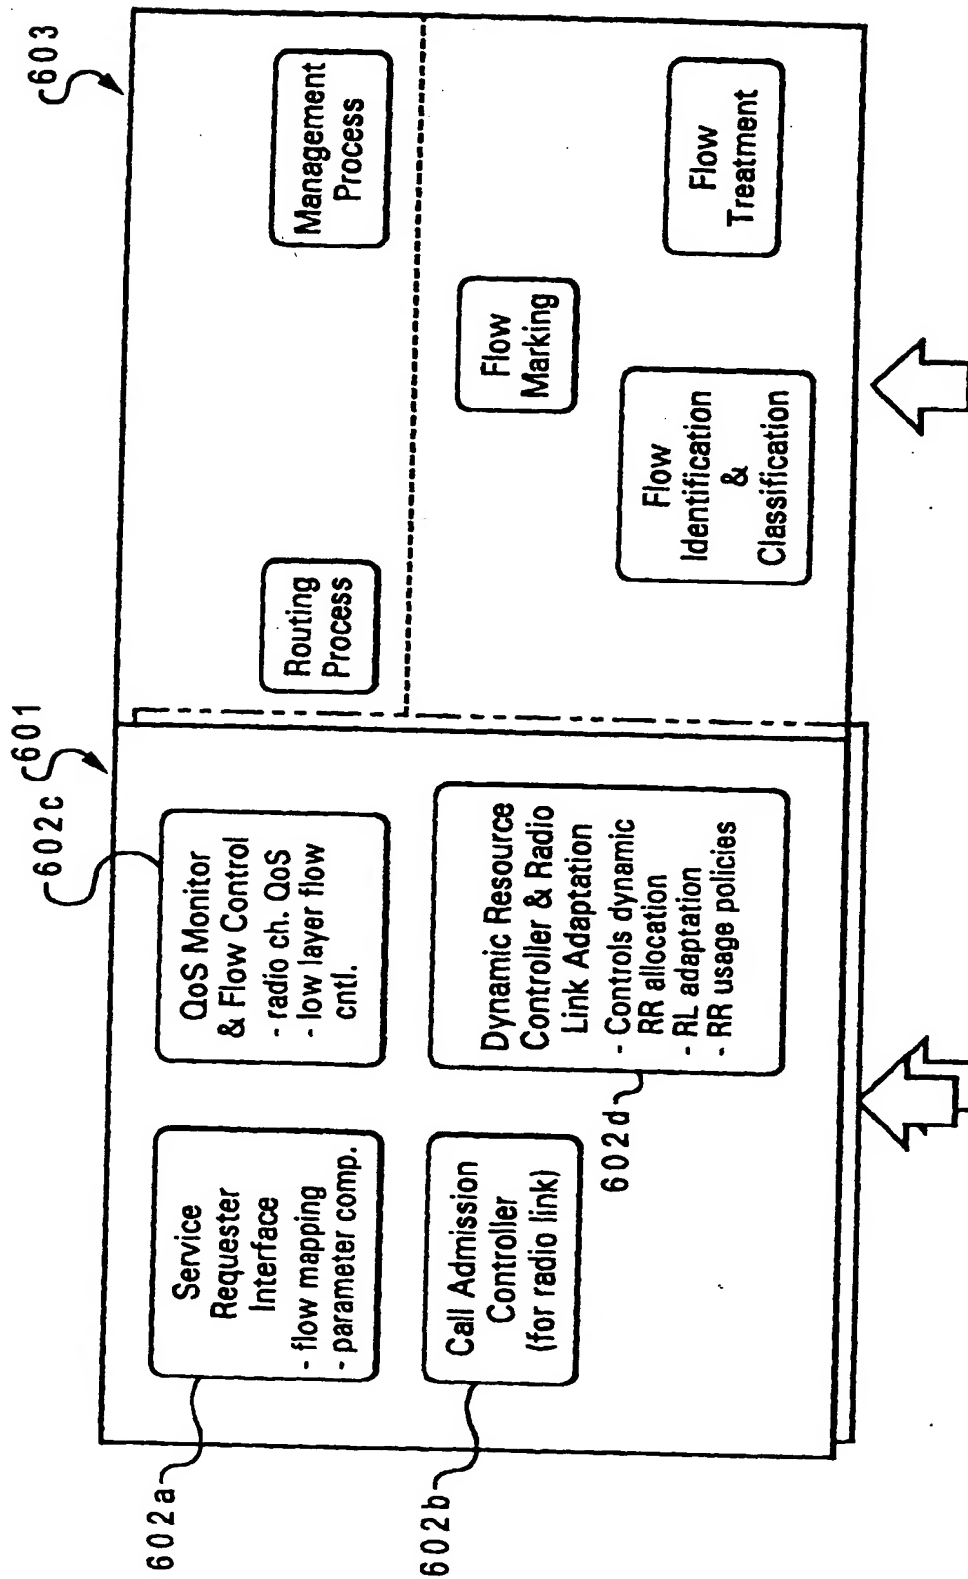 602c
601
603
Service
Requester
Interface
- flow mapping
- parameter comp.
QoS Monitor
& Flow Control
- radio ch. QoS
- low layer flow
cntl.
Routing
Process
Management
Process
602a
Call Admission
Controller
(for radio link)
Dynamic Resource
Controller & Radio
Link Adaptation
- Controls dynamic
RR allocation
- RL adaptation
- RR usage policies
Flow
Marking
Flow
Identification
&
Classification
Flow
Treatment
602b
602d